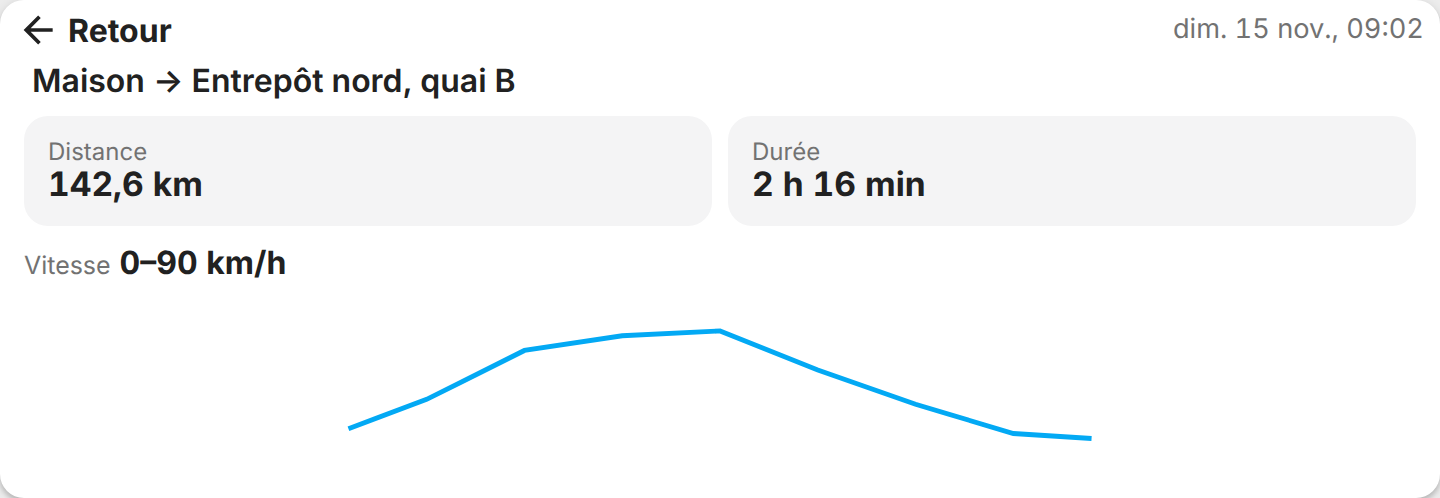 ← Retour
dim. 15 nov., 09:02
Maison → Entrepôt nord, quai B
Distance
142,6 km
Durée
2 h 16 min
Vitesse 0–90 km/h